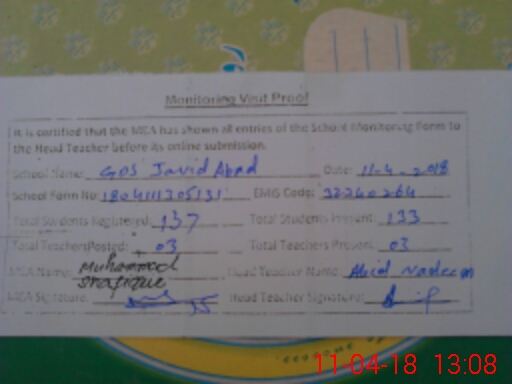 Monitoring Visit Proof
It is certified that the MEA has shown all entries of the School Monitoring Form to
the Head Teacher before its online submission.
School Name: GPS Javid Abad Date: 11-4-2018
School Form No: 1804111305131 EMIS Code: 32240264
Total Students Registered: 137 Total Students Present: 133
Total Teachers Posted: 03 Total Teachers Present: 03
MEA Name: Muhammad Shafique Head Teacher Name: Abid Nadeem
MEA Signature: Head Teacher Signature:
11-04-18 13:08